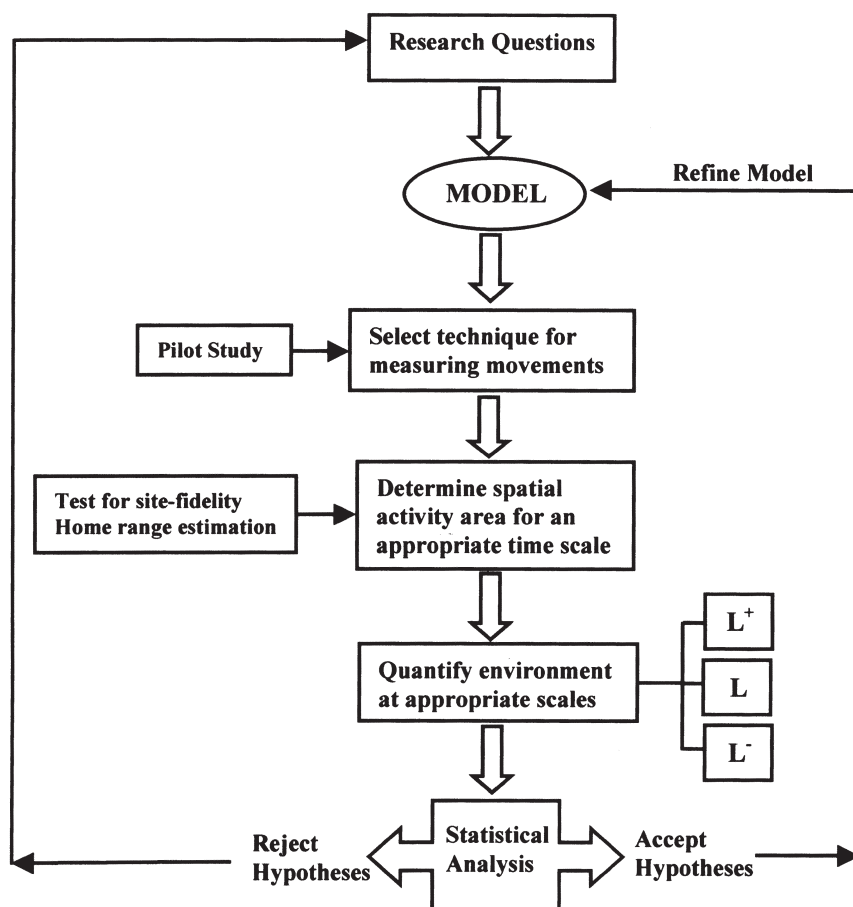 Research Questions
MODEL
Refine Model
Pilot Study
Select technique for
measuring movements
Test for site-fidelity
Home range estimation
Determine spatial
activity area for an
appropriate time scale
Quantify environment
at appropriate scales
L⁺
L
L⁻
Reject
Hypotheses
Statistical
Analysis
Accept
Hypotheses